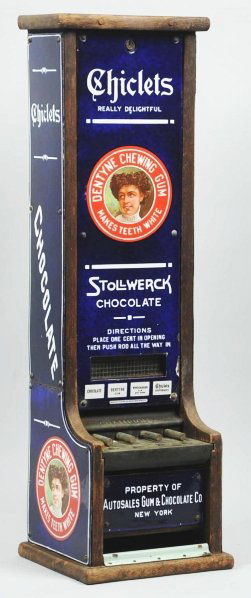 Chiclets
REALLY DELIGHTFUL
DENTYNE CHEWING GUM
MAKES TEETH WHITE
STOLLWERCK
CHOCOLATE
DIRECTIONS
PLACE ONE CENT IN OPENING
THEN PUSH ROD ALL THE WAY IN
CHOCOLATE
DENTYNE
PROPERTY OF
AUTOSALES GUM & CHOCOLATE CO
NEW YORK
Chiclets
CHOCOLATE
DENTYNE CHEWING GUM
MAKES TEETH WHITE